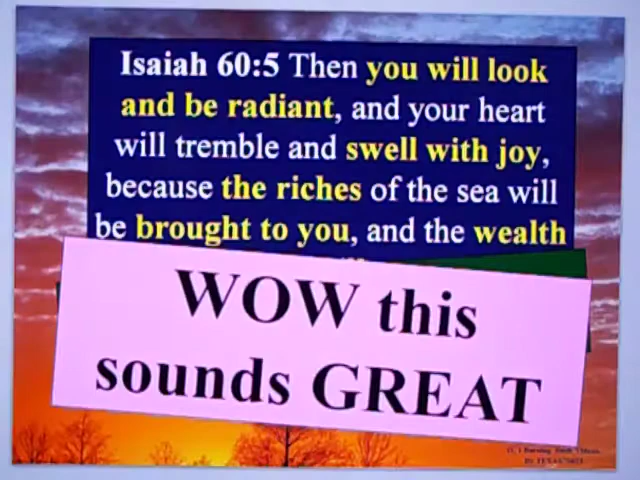 Isaiah 60:5 Then you will look
and be radiant, and your heart
will tremble and swell with joy,
because the riches of the sea will
be brought to you, and the wealth
WOW this
sounds GREAT